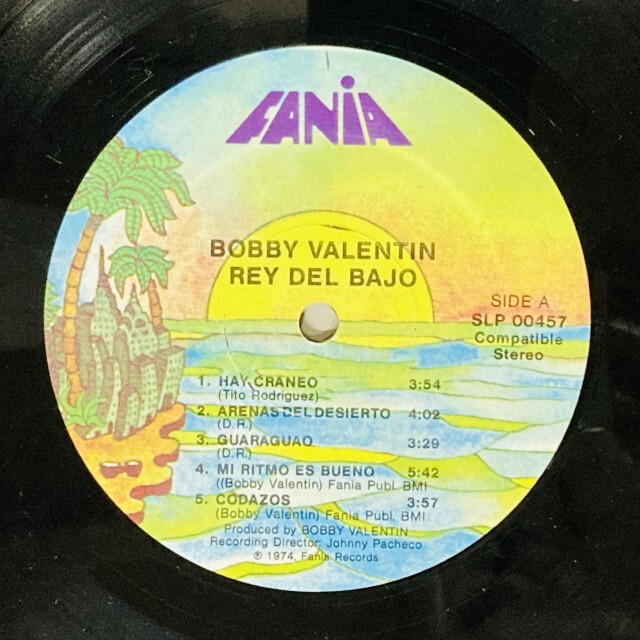 FANIA
BOBBY VALENTIN
REY DEL BAJO
SIDE A
SLP 00457
Compatible
Stereo
1. HAY CRANEO 3:54
(Tito Rodriguez)
2. ARENAS DEL DESIERTO 4:02
(D.R.)
3. GUARAGUAO 3:29
(D.R.)
4. MI RITMO ES BUENO 5:42
((Bobby Valentin) Fania Publ. BMI
5. CODAZOS 3:57
(Bobby Valentin) Fania Publ. BMI
Produced by BOBBY VALENTIN
Recording Director: Johnny Pacheco
℗ 1974, Fania Records